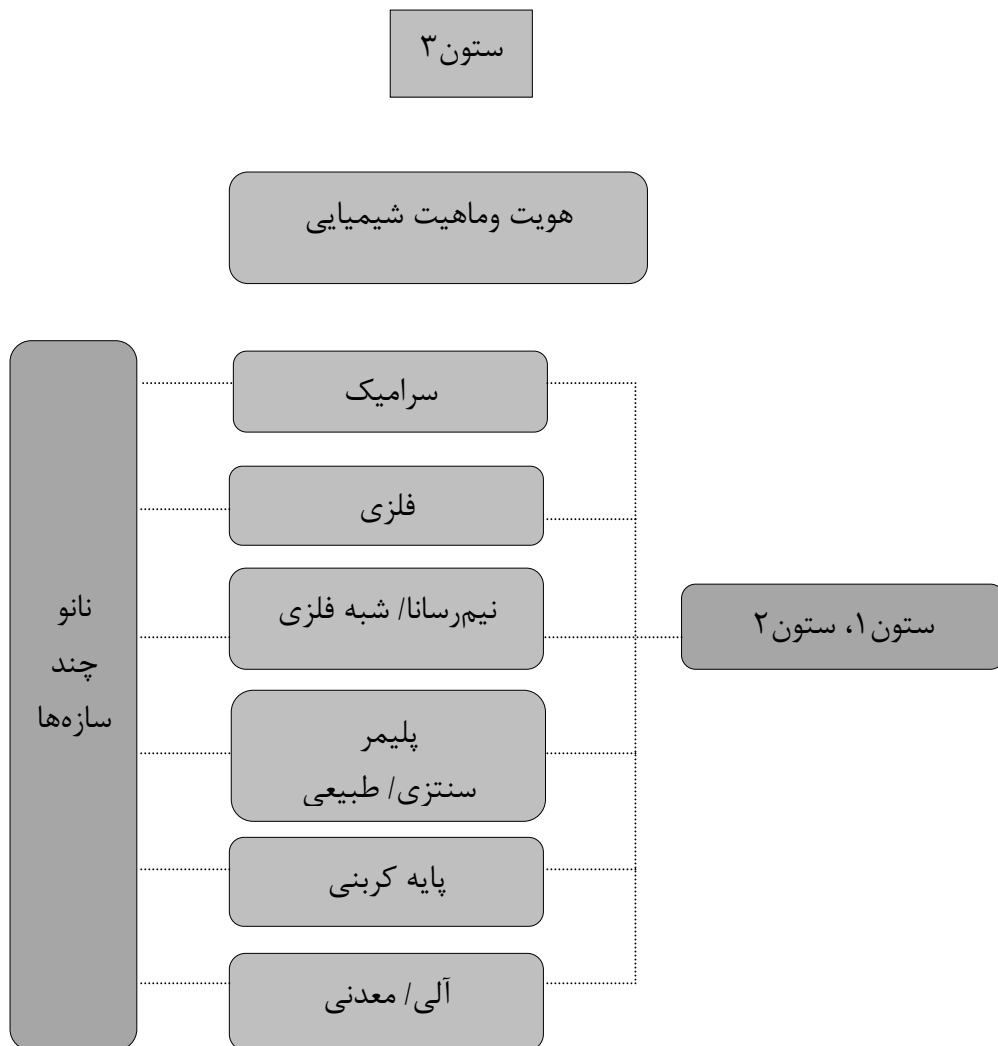 ستون۳
هویت وماهیت شیمیایی
سرامیک
فلزی
نیم‌رسانا/ شبه فلزی
پلیمر
سنتزی/ طبیعی
پایه کربنی
آلی/ معدنی
ستون۱، ستون۲
نانو
چند
سازه‌ها